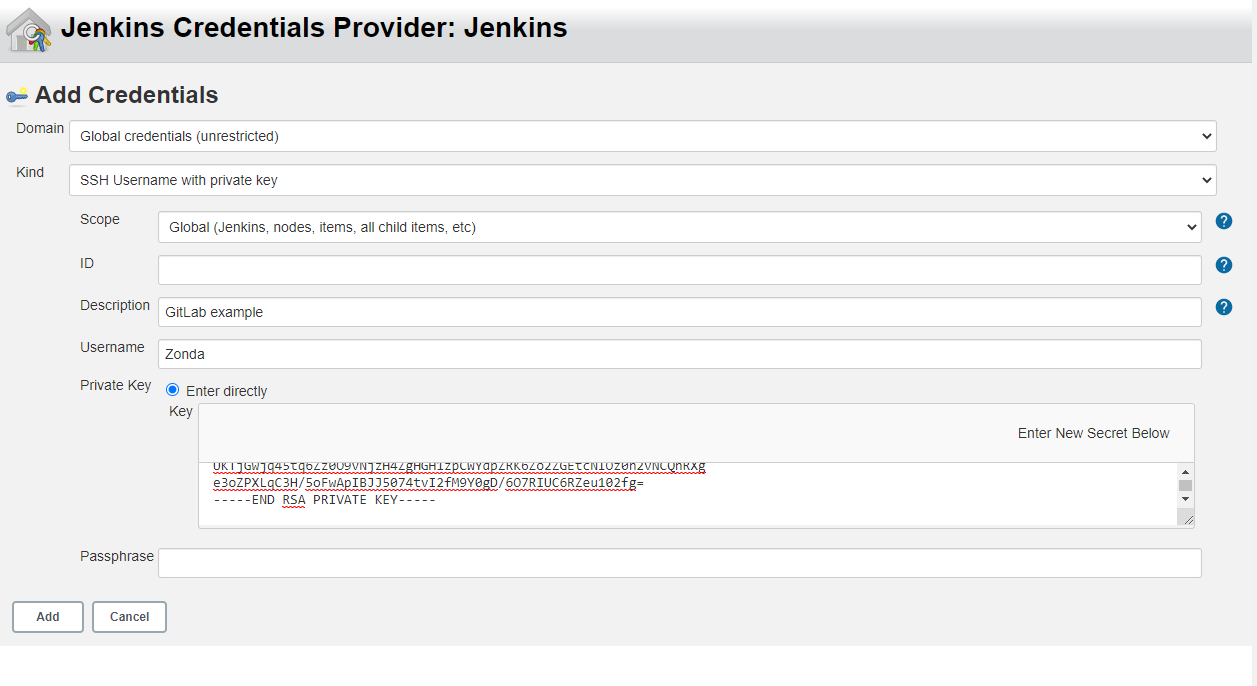 Jenkins Credentials Provider: Jenkins
Add Credentials
Domain
Global credentials (unrestricted)
Kind
SSH Username with private key
Scope
Global (Jenkins, nodes, items, all child items, etc)
ID
Description
GitLab example
Username
Zonda
Private Key
Enter directly
Key
Enter New Secret Below
e3oZPXLqC3H/5oFwApIBJJ5074tvI2fM9Y0gD/6O7RIUC6RZeu102fg=
-----END RSA PRIVATE KEY-----
Passphrase
Add
Cancel